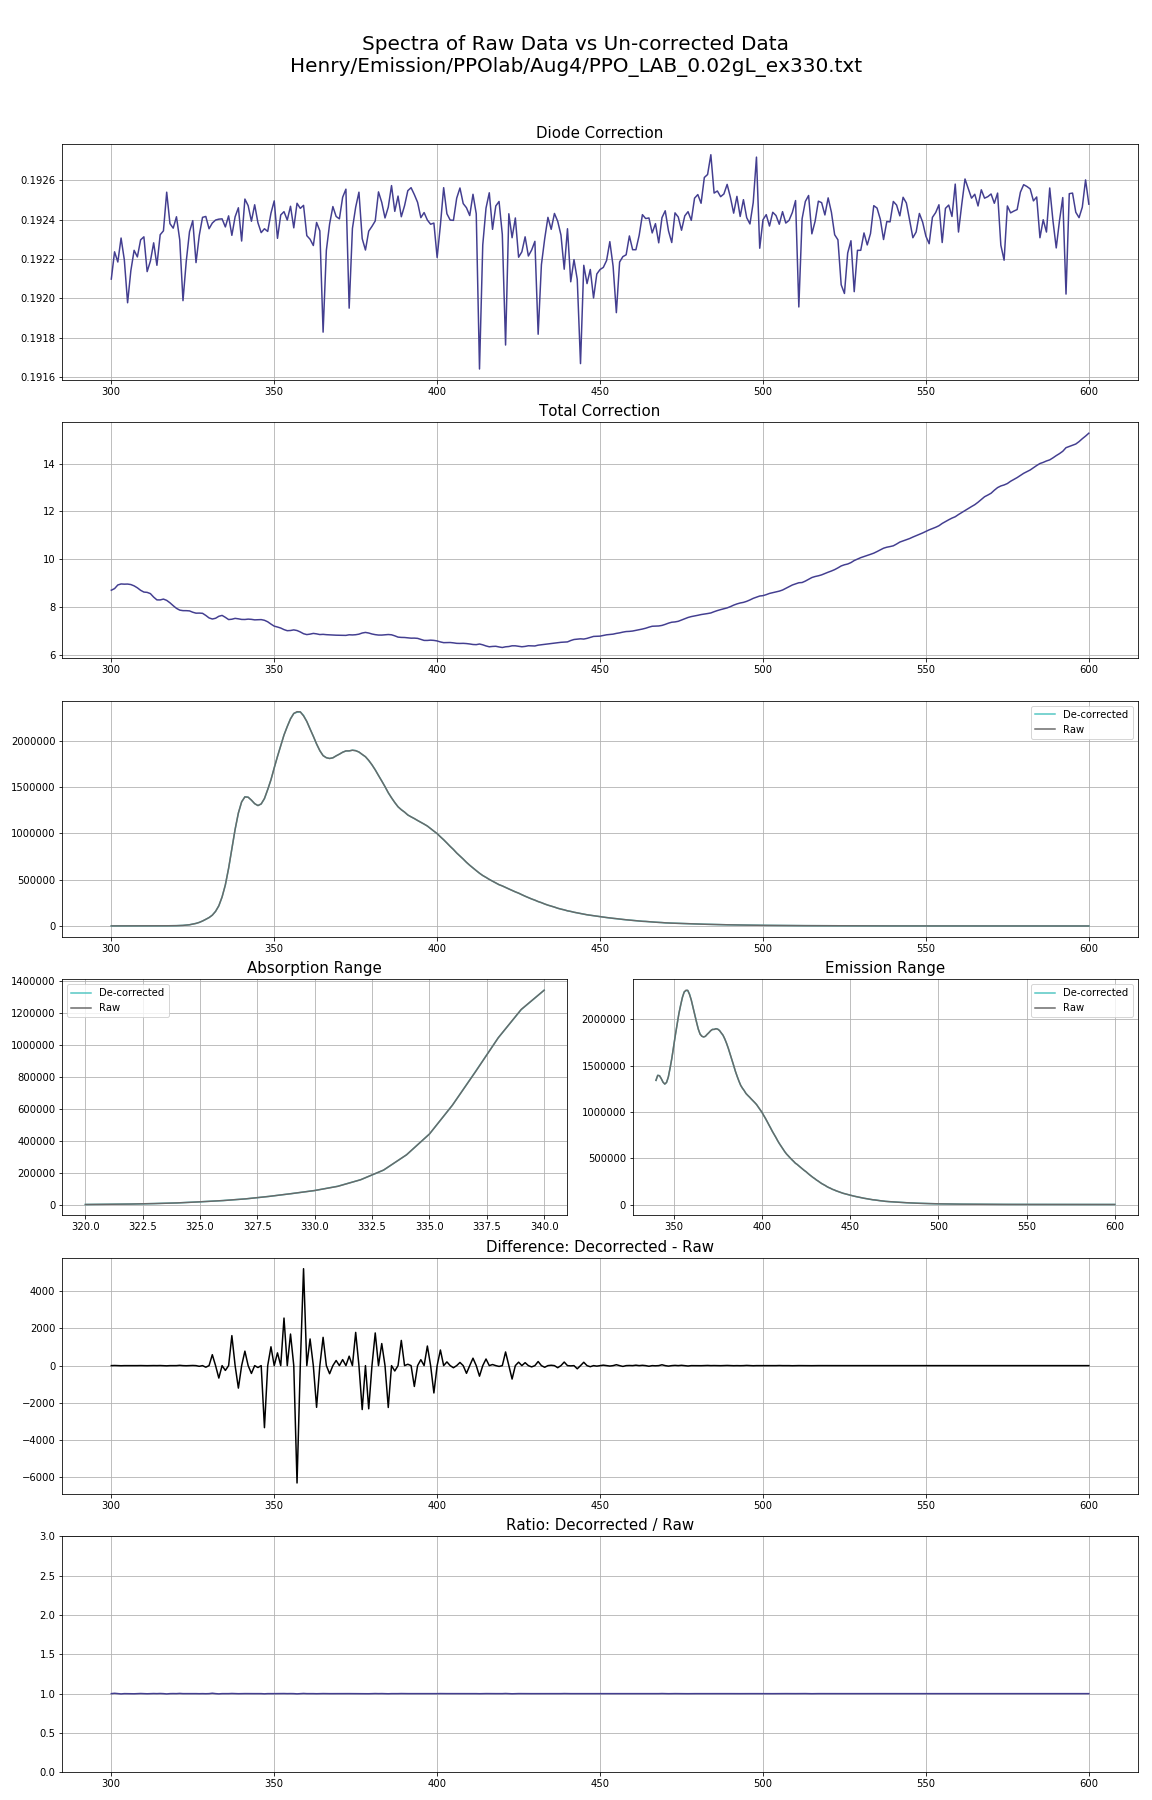 Spectra of Raw Data vs Un-corrected Data
Henry/Emission/PPOlab/Aug4/PPO_LAB_0.02gL_ex330.txt
Diode Correction
0.1926
0.1924
0.1922
0.1920
0.1918
0.1916
300 350 400 450 500 550 600
Total Correction
14
12
10
8
6
300 350 400 450 500 550 600
De-corrected
Raw
2000000
1500000
1000000
500000
0
300 350 400 450 500 550 600
Absorption Range
De-corrected
Raw
1400000
1200000
1000000
800000
600000
400000
200000
0
320.0 322.5 325.0 327.5 330.0 332.5 335.0 337.5 340.0
Emission Range
De-corrected
Raw
2000000
1500000
1000000
500000
0
350 400 450 500 550 600
Difference: Decorrected - Raw
4000
2000
0
−2000
−4000
−6000
300 350 400 450 500 550 600
Ratio: Decorrected / Raw
3.0
2.5
2.0
1.5
1.0
0.5
0.0
300 350 400 450 500 550 600